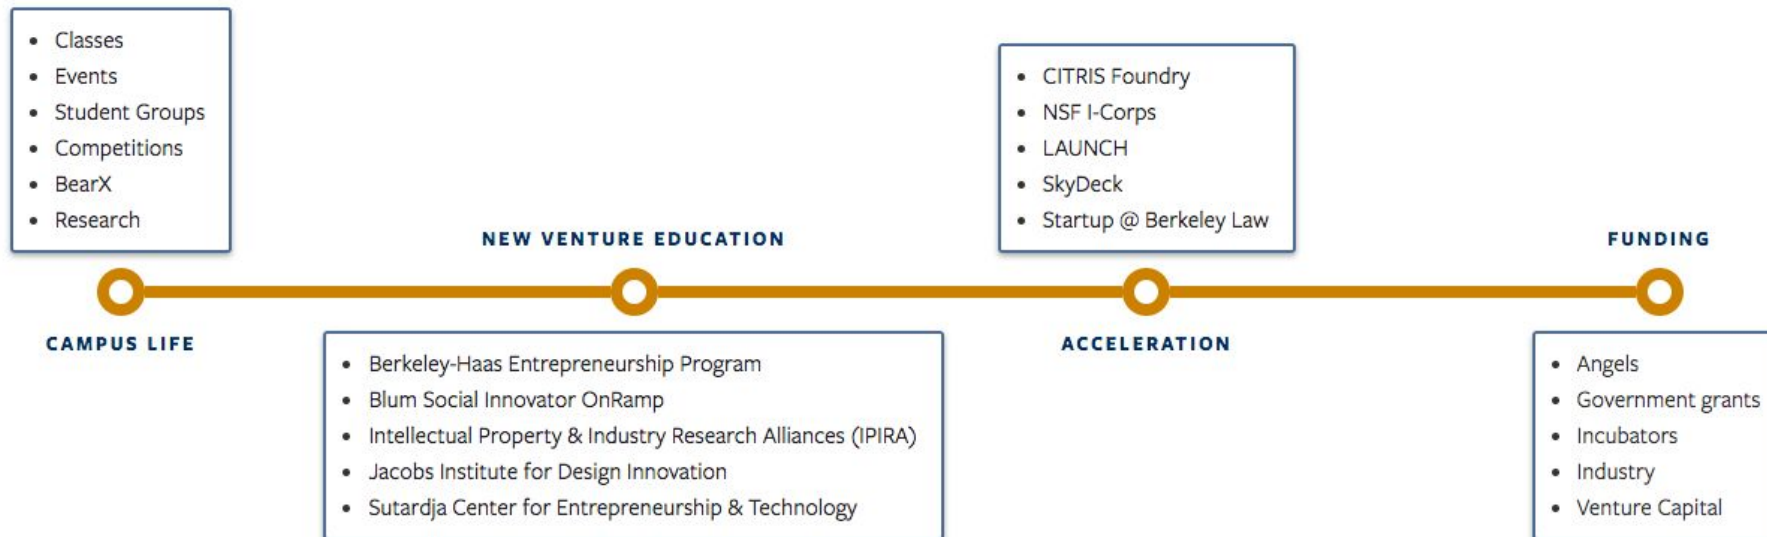 Classes
Events
Student Groups
Competitions
BearX
Research
CAMPUS LIFE
NEW VENTURE EDUCATION
Berkeley-Haas Entrepreneurship Program
Blum Social Innovator OnRamp
Intellectual Property & Industry Research Alliances (IPIRA)
Jacobs Institute for Design Innovation
Sutardja Center for Entrepreneurship & Technology
CITRIS Foundry
NSF I-Corps
LAUNCH
SkyDeck
Startup @ Berkeley Law
ACCELERATION
FUNDING
Angels
Government grants
Incubators
Industry
Venture Capital